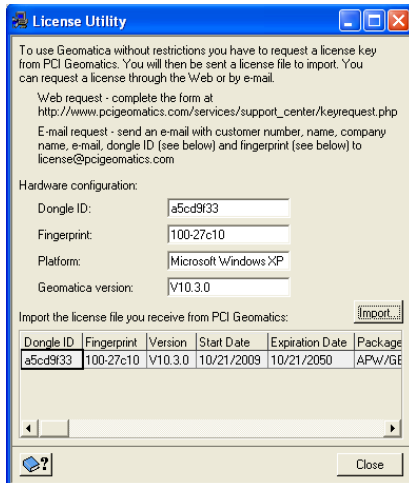 License Utility
To use Geomatica without restrictions you have to request a license key
from PCI Geomatics. You will then be sent a license file to import. You
can request a license through the Web or by e-mail.
Web request - complete the form at
http://www.pcigeomatics.com/services/support_center/keyrequest.php
E-mail request - send an e-mail with customer number, name, company
name, e-mail, dongle ID (see below) and fingerprint (see below) to
license@pcigeomatics.com
Hardware configuration:
Dongle ID: a5cd9f33
Fingerprint: 100-27c10
Platform: Microsoft Windows XP
Geomatica version: V10.3.0
Import the license file you receive from PCI Geomatics: Import...
Dongle ID Fingerprint Version Start Date Expiration Date Package
a5cd9f33 100-27c10 V10.3.0 10/21/2009 10/21/2050 APW/GE
? Close